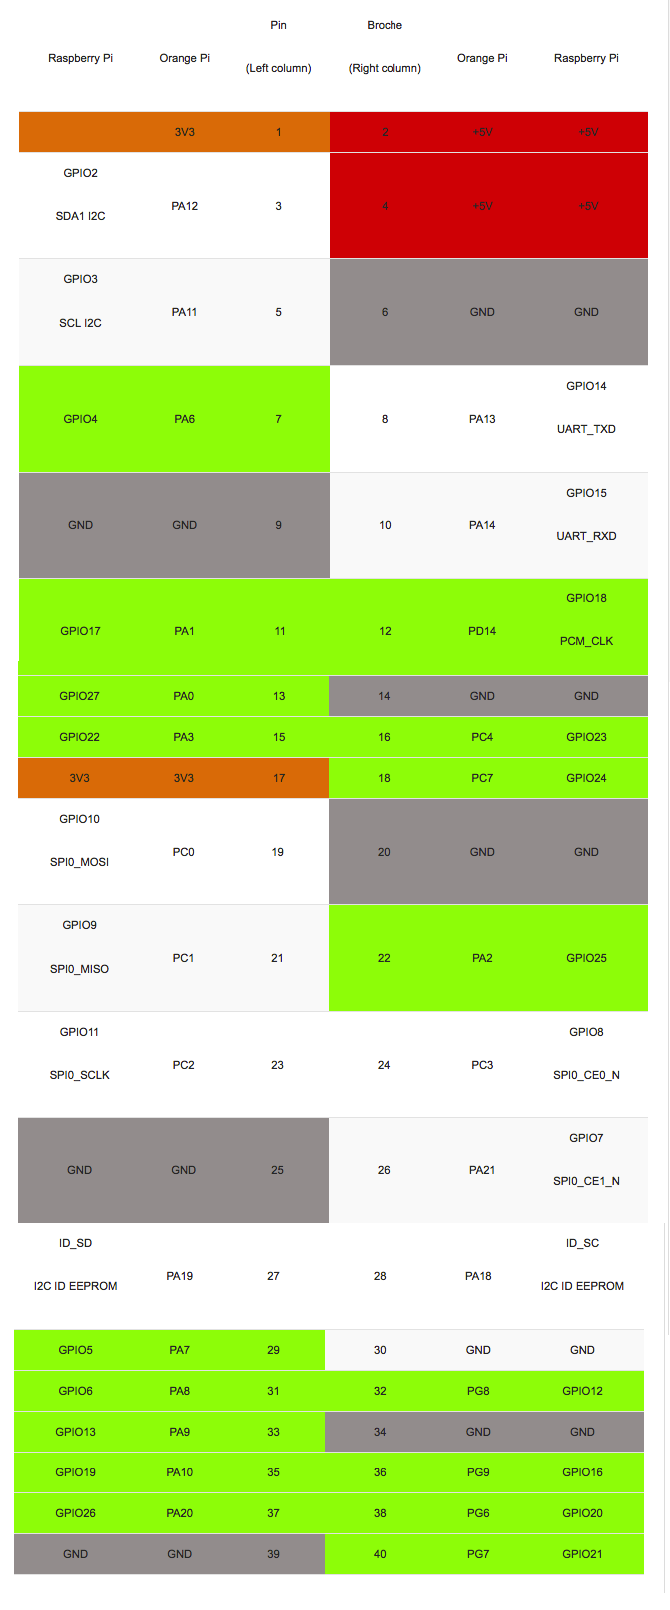 Pin Broche
Raspberry Pi Orange Pi (Left column) (Right column) Orange Pi Raspberry Pi
3V3 1 2 +5V +5V
GPIO2
SDA1 I2C PA12 3 4 +5V +5V
GPIO3
SCL I2C PA11 5 6 GND GND
GPIO4 PA6 7 8 PA13 GPIO14
UART_TXD
GND GND 9 10 PA14 GPIO15
UART_RXD
GPIO17 PA1 11 12 PD14 GPIO18
PCM_CLK
GPIO27 PA0 13 14 GND GND
GPIO22 PA3 15 16 PC4 GPIO23
3V3 3V3 17 18 PC7 GPIO24
GPIO10
SPI0_MOSI PC0 19 20 GND GND
GPIO9
SPI0_MISO PC1 21 22 PA2 GPIO25
GPIO11 GPIO8
SPI0_SCLK PC2 23 24 PC3 SPI0_CE0_N
GND GND 25 26 PA21 GPIO7
SPI0_CE1_N
ID_SD ID_SC
I2C ID EEPROM PA19 27 28 PA18 I2C ID EEPROM
GPIO5 PA7 29 30 GND GND
GPIO6 PA8 31 32 PG8 GPIO12
GPIO13 PA9 33 34 GND GND
GPIO19 PA10 35 36 PG9 GPIO16
GPIO26 PA20 37 38 PG6 GPIO20
GND GND 39 40 PG7 GPIO21